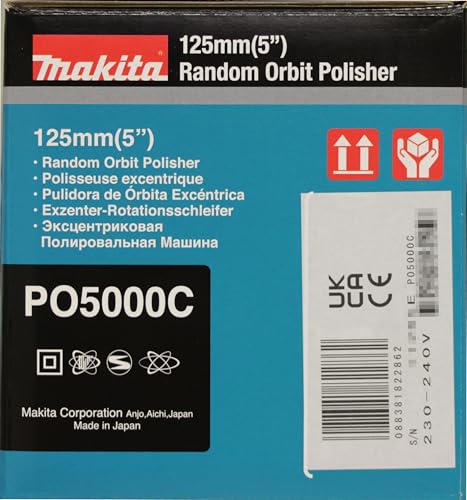 makita
125mm(5”)
Random Orbit Polisher
125mm(5”)
• Random Orbit Polisher
• Polisseuse excentrique
• Pulidora de Órbita Excéntrica
• Exzenter-Rotationsschleifer
• Эксцентриковая
Полировальная Машина
PO5000C
Makita Corporation Anjo,Aichi,Japan
Made in Japan
UK
CA
CE
PO5000C
088381822862
S/N
230-240V